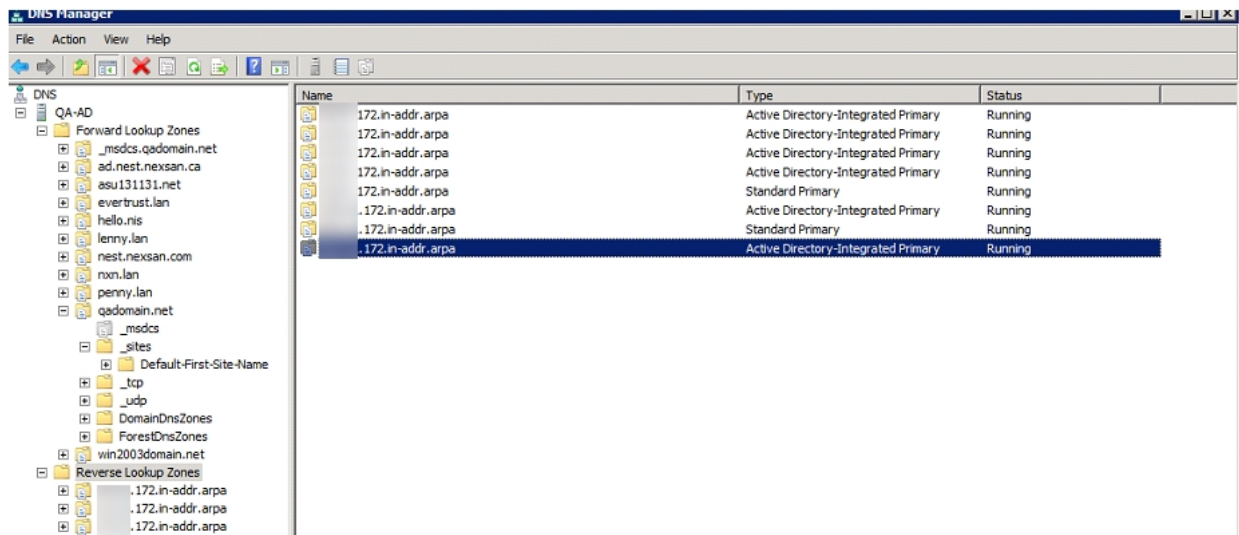 DNS Manager
File Action View Help
DNS
QA-AD
Forward Lookup Zones
_msdcs.qadomain.net
ad.nest.nexsan.ca
asu131131.net
evertrust.lan
hello.nis
lenny.lan
nest.nexsan.com
nxn.lan
penny.lan
qadomain.net
_msdcs
_sites
Default-First-Site-Name
_tcp
_udp
DomainDnsZones
ForestDnsZones
win2003domain.net
Reverse Lookup Zones
.172.in-addr.arpa
.172.in-addr.arpa
.172.in-addr.arpa
Name Type Status
172.in-addr.arpa Active Directory-Integrated Primary Running
172.in-addr.arpa Active Directory-Integrated Primary Running
172.in-addr.arpa Active Directory-Integrated Primary Running
172.in-addr.arpa Active Directory-Integrated Primary Running
172.in-addr.arpa Standard Primary Running
.172.in-addr.arpa Active Directory-Integrated Primary Running
.172.in-addr.arpa Standard Primary Running
.172.in-addr.arpa Active Directory-Integrated Primary Running